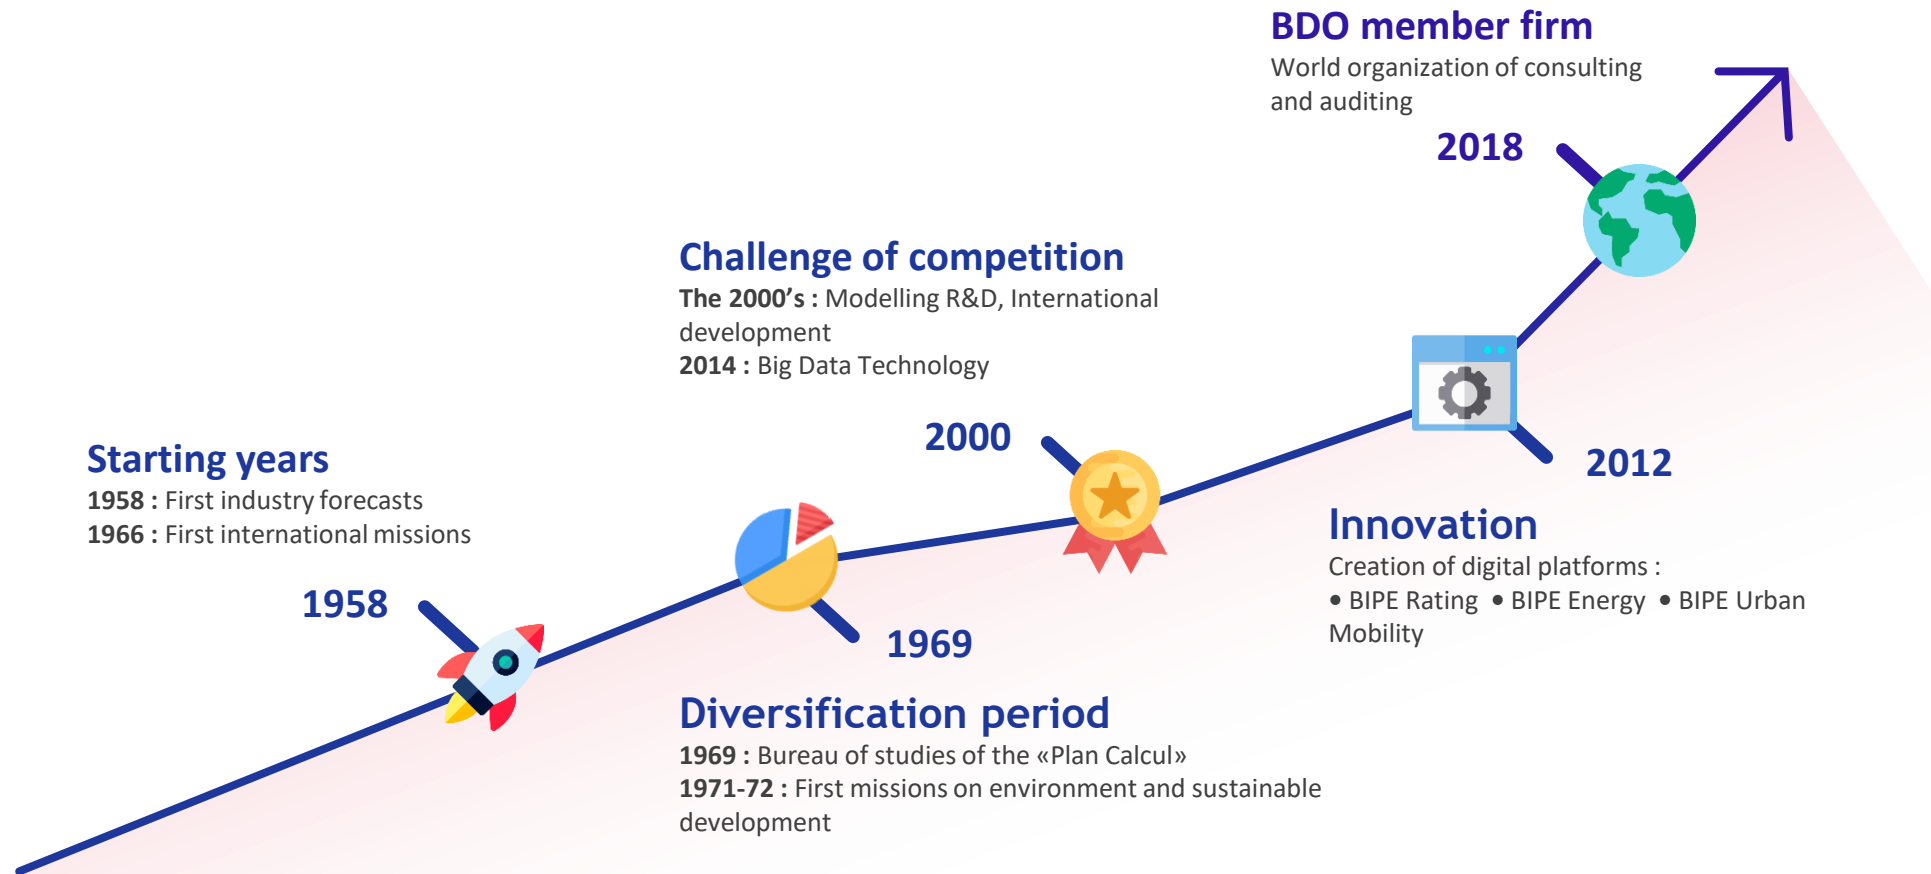 BDO member firm
World organization of consulting
and auditing
2018
Challenge of competition
The 2000’s : Modelling R&D, International
development
2014 : Big Data Technology
2000
Starting years
1958 : First industry forecasts
1966 : First international missions
1958
2012
Innovation
Creation of digital platforms :
• BIPE Rating • BIPE Energy • BIPE Urban
Mobility
1969
Diversification period
1969 : Bureau of studies of the «Plan Calcul»
1971-72 : First missions on environment and sustainable
development